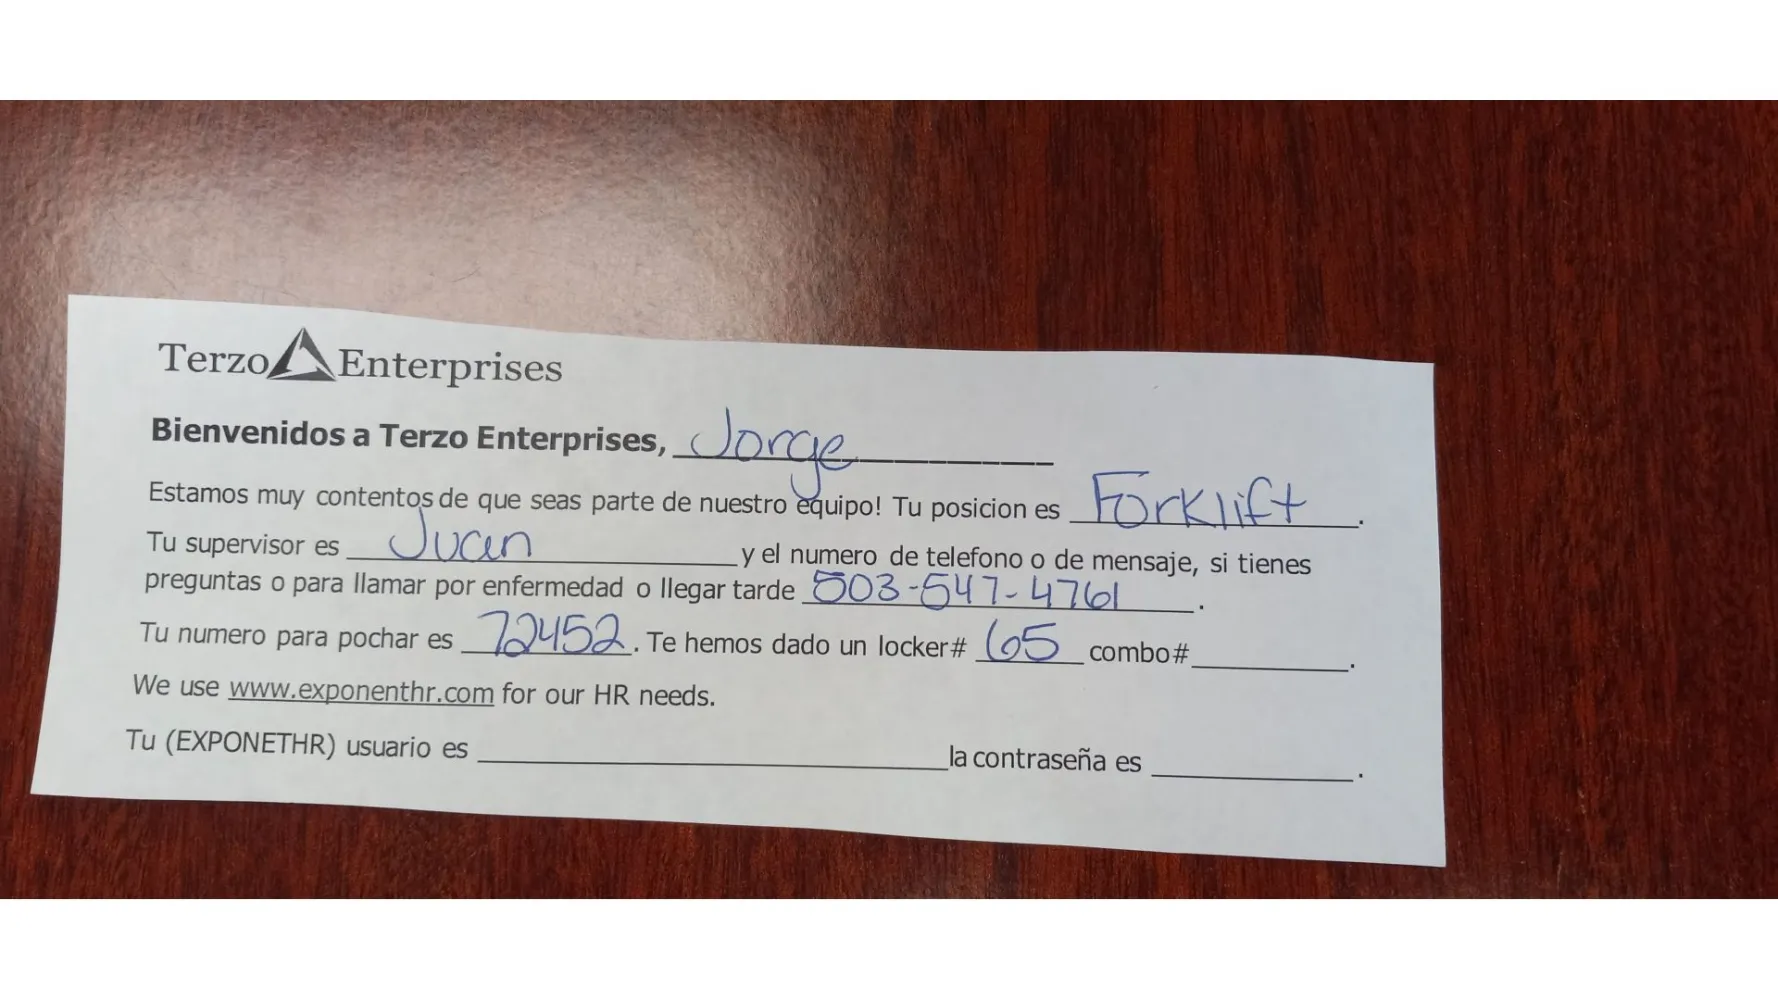 Terzo Enterprises
Bienvenidos a Terzo Enterprises, Jorge
Estamos muy contentos de que seas parte de nuestro equipo! Tu posicion es Forklift.
Tu supervisor es Juan y el numero de telefono o de mensaje, si tienes
preguntas o para llamar por enfermedad o llegar tarde 503-547-4761.
Tu numero para pochar es 72452. Te hemos dado un locker# 65 combo#________.
We use www.exponenthr.com for our HR needs.
Tu (EXPONETHR) usuario es ________ la contraseña es ________.